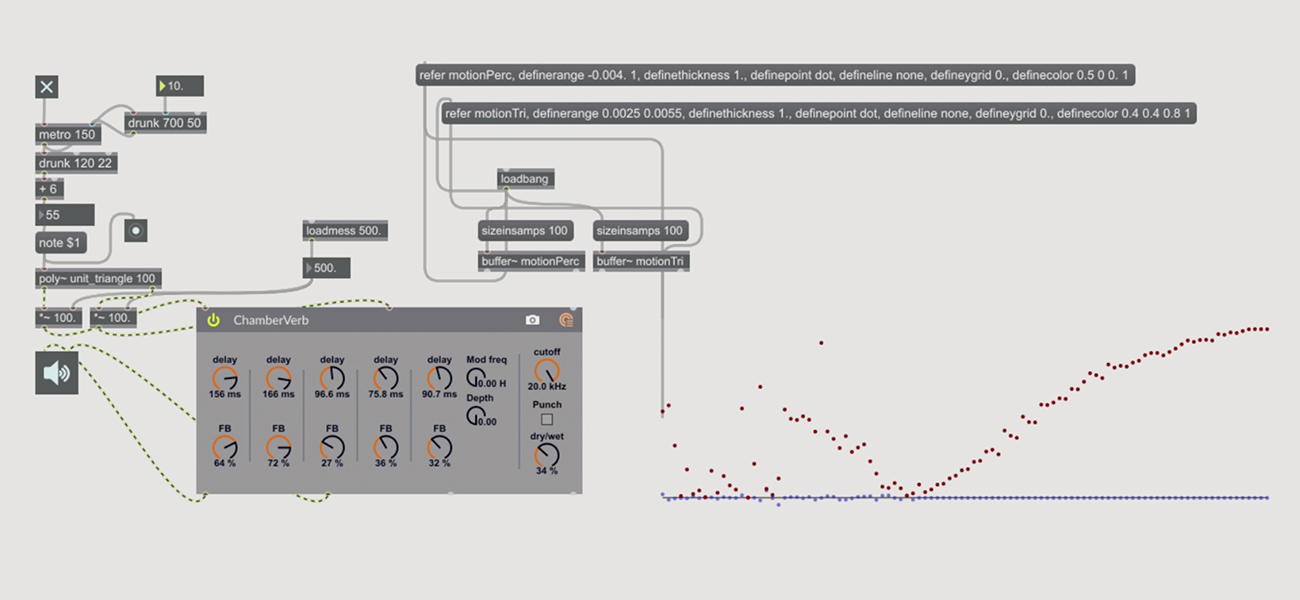 refer motionPerc, definerange -0.004. 1, definethickness 1., definepoint dot, defineline none, defineygrid 0., definecolor 0.5 0 0. 1
refer motionTri, definerange 0.0025 0.0055, definethickness 1., definepoint dot, defineline none, defineygrid 0., definecolor 0.4 0.4 0.8 1
10.
drunk 700 50
metro 150
drunk 120 22
+ 6
55
note $1
poly~ unit_triangle 100
*~ 100.
*~ 100.
loadmess 500.
500.
loadbang
sizeinsamps 100
sizeinsamps 100
buffer~ motionPerc
buffer~ motionTri
ChamberVerb
delay
delay
delay
delay
delay
156 ms
166 ms
96.6 ms
75.8 ms
90.7 ms
FB
FB
FB
FB
FB
64 %
72 %
27 %
36 %
32 %
Mod freq
0.00 H
Depth
0.00
cutoff
20.0 kHz
Punch
dry/wet
34 %